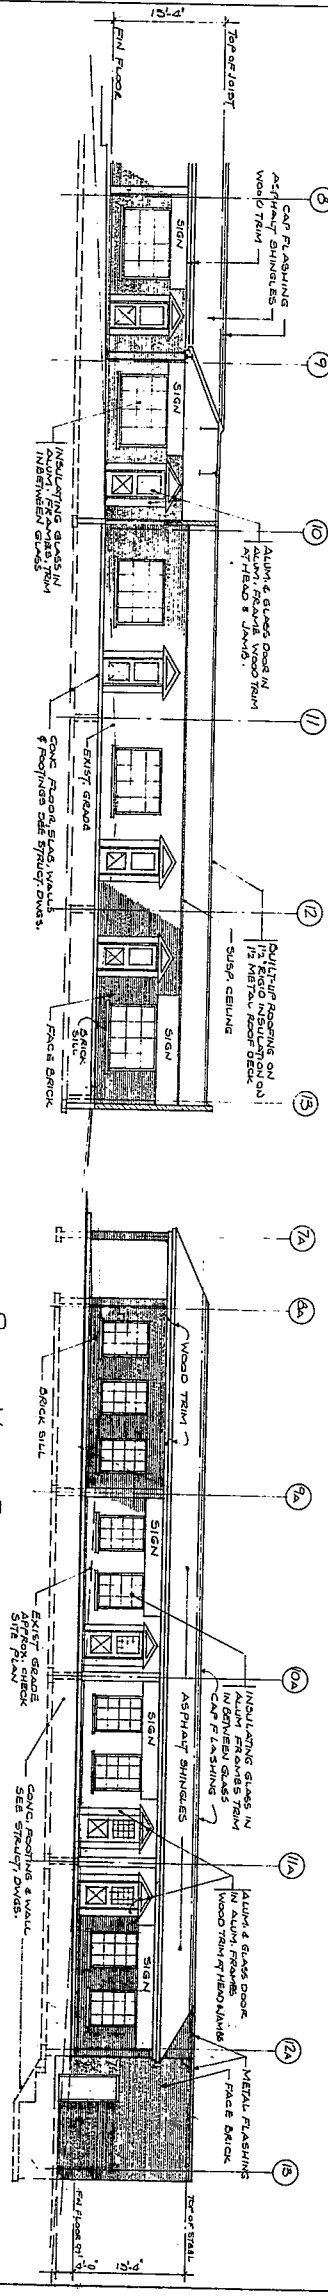 13'-4"
FIN FLOOR
TOP OF JOIST
8
CAP FLASHING
ASPHALT SHINGLES
WOOD TRIM
SIGN
9
SIGN
INSULATING GLASS IN
ALUM. FRAMES, TRIM
INBETWEEN GLASS
10
ALUM. & GLASS DOOR IN
ALUM. FRAME WOOD TRIM
AT HEAD & JAMB.
11
EXIST. GRADE
CONC FLOOR, SLAB, WALLS
& FOOTINGS SEE STRUCT. DWGS.
12
BUILT-UP ROOFING ON
1½" RIGID INSULATION ON
1½ METAL ROOF DECK
SUSP. CEILING
SIGN
BRICK
SILL
FACE BRICK
13
7A
8A
WOOD TRIM
BRICK SILL
9A
SIGN
EXIST GRADE
APPROX. CHECK
SITE PLAN
10A
INSULATING GLASS IN
ALUM FRAMES TRIM
IN BETWEEN GLASS
CAP FLASHING
ASPHALT SHINGLES
SIGN
CONC. FOOTING & WALL
SEE STRUCT. DWGS.
11A
ALUM. & GLASS DOOR
IN ALUM. FRAMES
WOOD TRIM AT HEAD & JAMBS
SIGN
12A
METAL FLASHING
FACE BRICK
13
TOP OF STEEL
FIN FLOOR